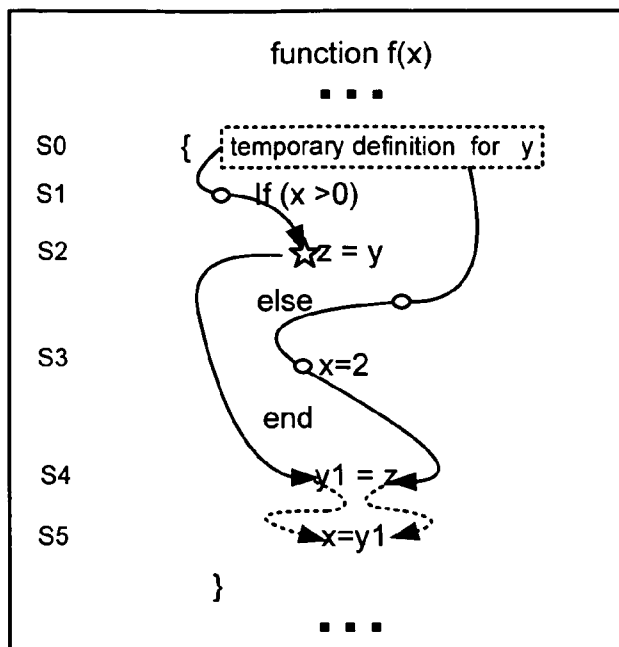 function f(x)
S0 { temporary definition for y
S1 If (x >0)
S2 z = y
else
S3 x=2
end
S4 y1 = z
S5 x=y1
}